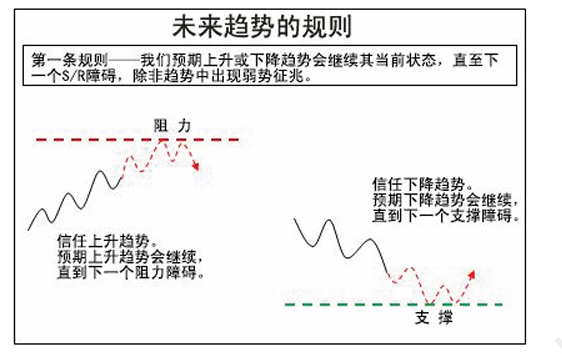 未来趋势的规则
第一条规则——我们预期上升或下降趋势会继续其当前状态，直至下
一个S/R障碍，除非趋势中出现弱势征兆。
阻 力
信任上升趋势。
预期上升趋势会继续，
直到下一个阻力障碍。
信任下降趋势。
预期下降趋势会继续，
直到下一个支撑障碍。
支 撑